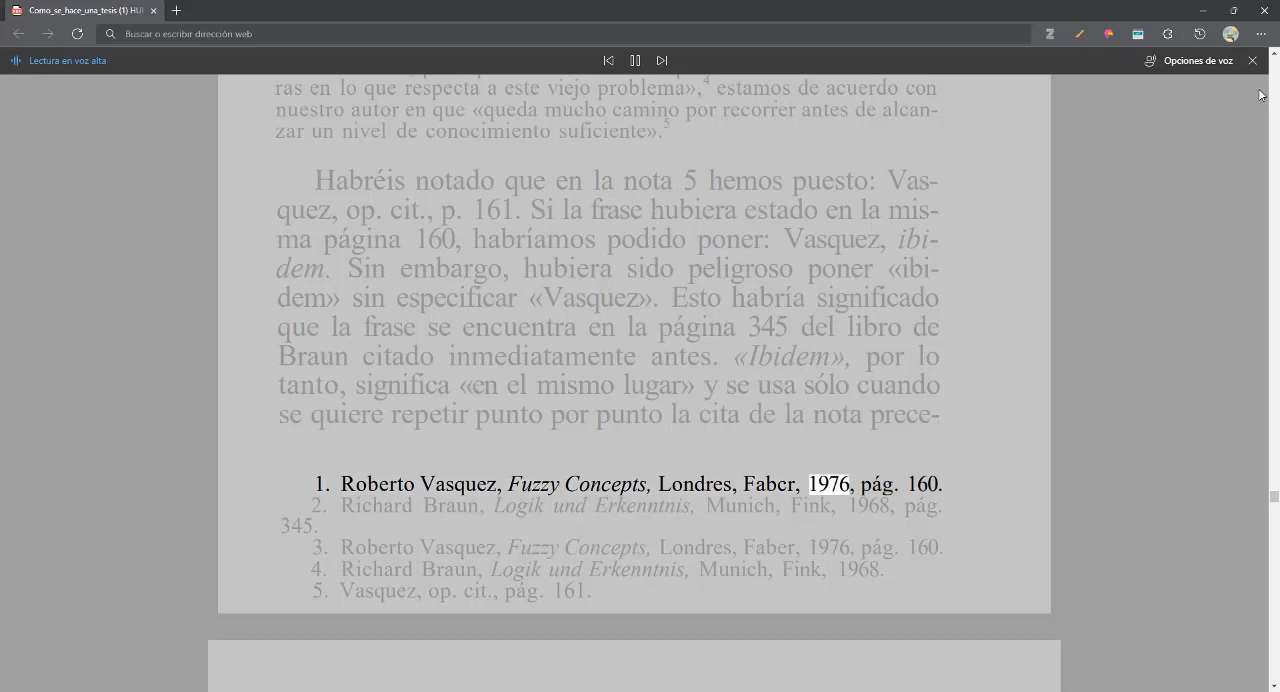 Como_se_hace_una_tesis (1) HU
Buscar o escribir dirección web
Lectura en voz alta
Opciones de voz
ras en lo que respecta a este viejo problema»,4 estamos de acuerdo con
nuestro autor en que «queda mucho camino por recorrer antes de alcan-
zar un nivel de conocimiento suficiente».5
Habréis notado que en la nota 5 hemos puesto: Vas-
quez, op. cit., p. 161. Si la frase hubiera estado en la mis-
ma página 160, habríamos podido poner: Vasquez, ibi-
dem. Sin embargo, hubiera sido peligroso poner «ibi-
dem» sin especificar «Vasquez». Esto habría significado
que la frase se encuentra en la página 345 del libro de
Braun citado inmediatamente antes. «Ibidem», por lo
tanto, significa «en el mismo lugar» y se usa sólo cuando
se quiere repetir punto por punto la cita de la nota prece-
1. Roberto Vasquez, Fuzzy Concepts, Londres, Faber, 1976, pág. 160.
2. Richard Braun, Logik und Erkenntnis, Munich, Fink, 1968, pág.
345.
3. Roberto Vasquez, Fuzzy Concepts, Londres, Faber, 1976, pág. 160.
4. Richard Braun, Logik und Erkenntnis, Munich, Fink, 1968.
5. Vasquez, op. cit., pág. 161.